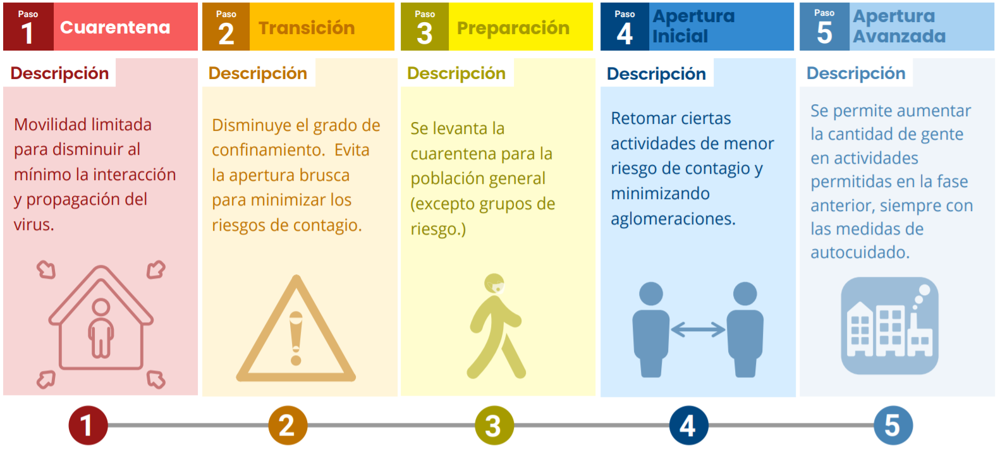 Paso
1
Cuarentena
Descripción
Movilidad limitada
para disminuir al
mínimo la interacción
y propagación del
virus.
Paso
2
Transición
Descripción
Disminuye el grado de
confinamiento.  Evita
la apertura brusca
para minimizar los
riesgos de contagio.
Paso
3
Preparación
Descripción
Se levanta la
cuarentena para la
población general
(excepto grupos de
riesgo.)
Paso
4
Apertura
Inicial
Descripción
Retomar ciertas
actividades de menor
riesgo de contagio y
minimizando
aglomeraciones.
Paso
5
Apertura
Avanzada
Descripción
Se permite aumentar
la cantidad de gente
en actividades
permitidas en la fase
anterior, siempre con
las medidas de
autocuidado.
1
2
3
4
5